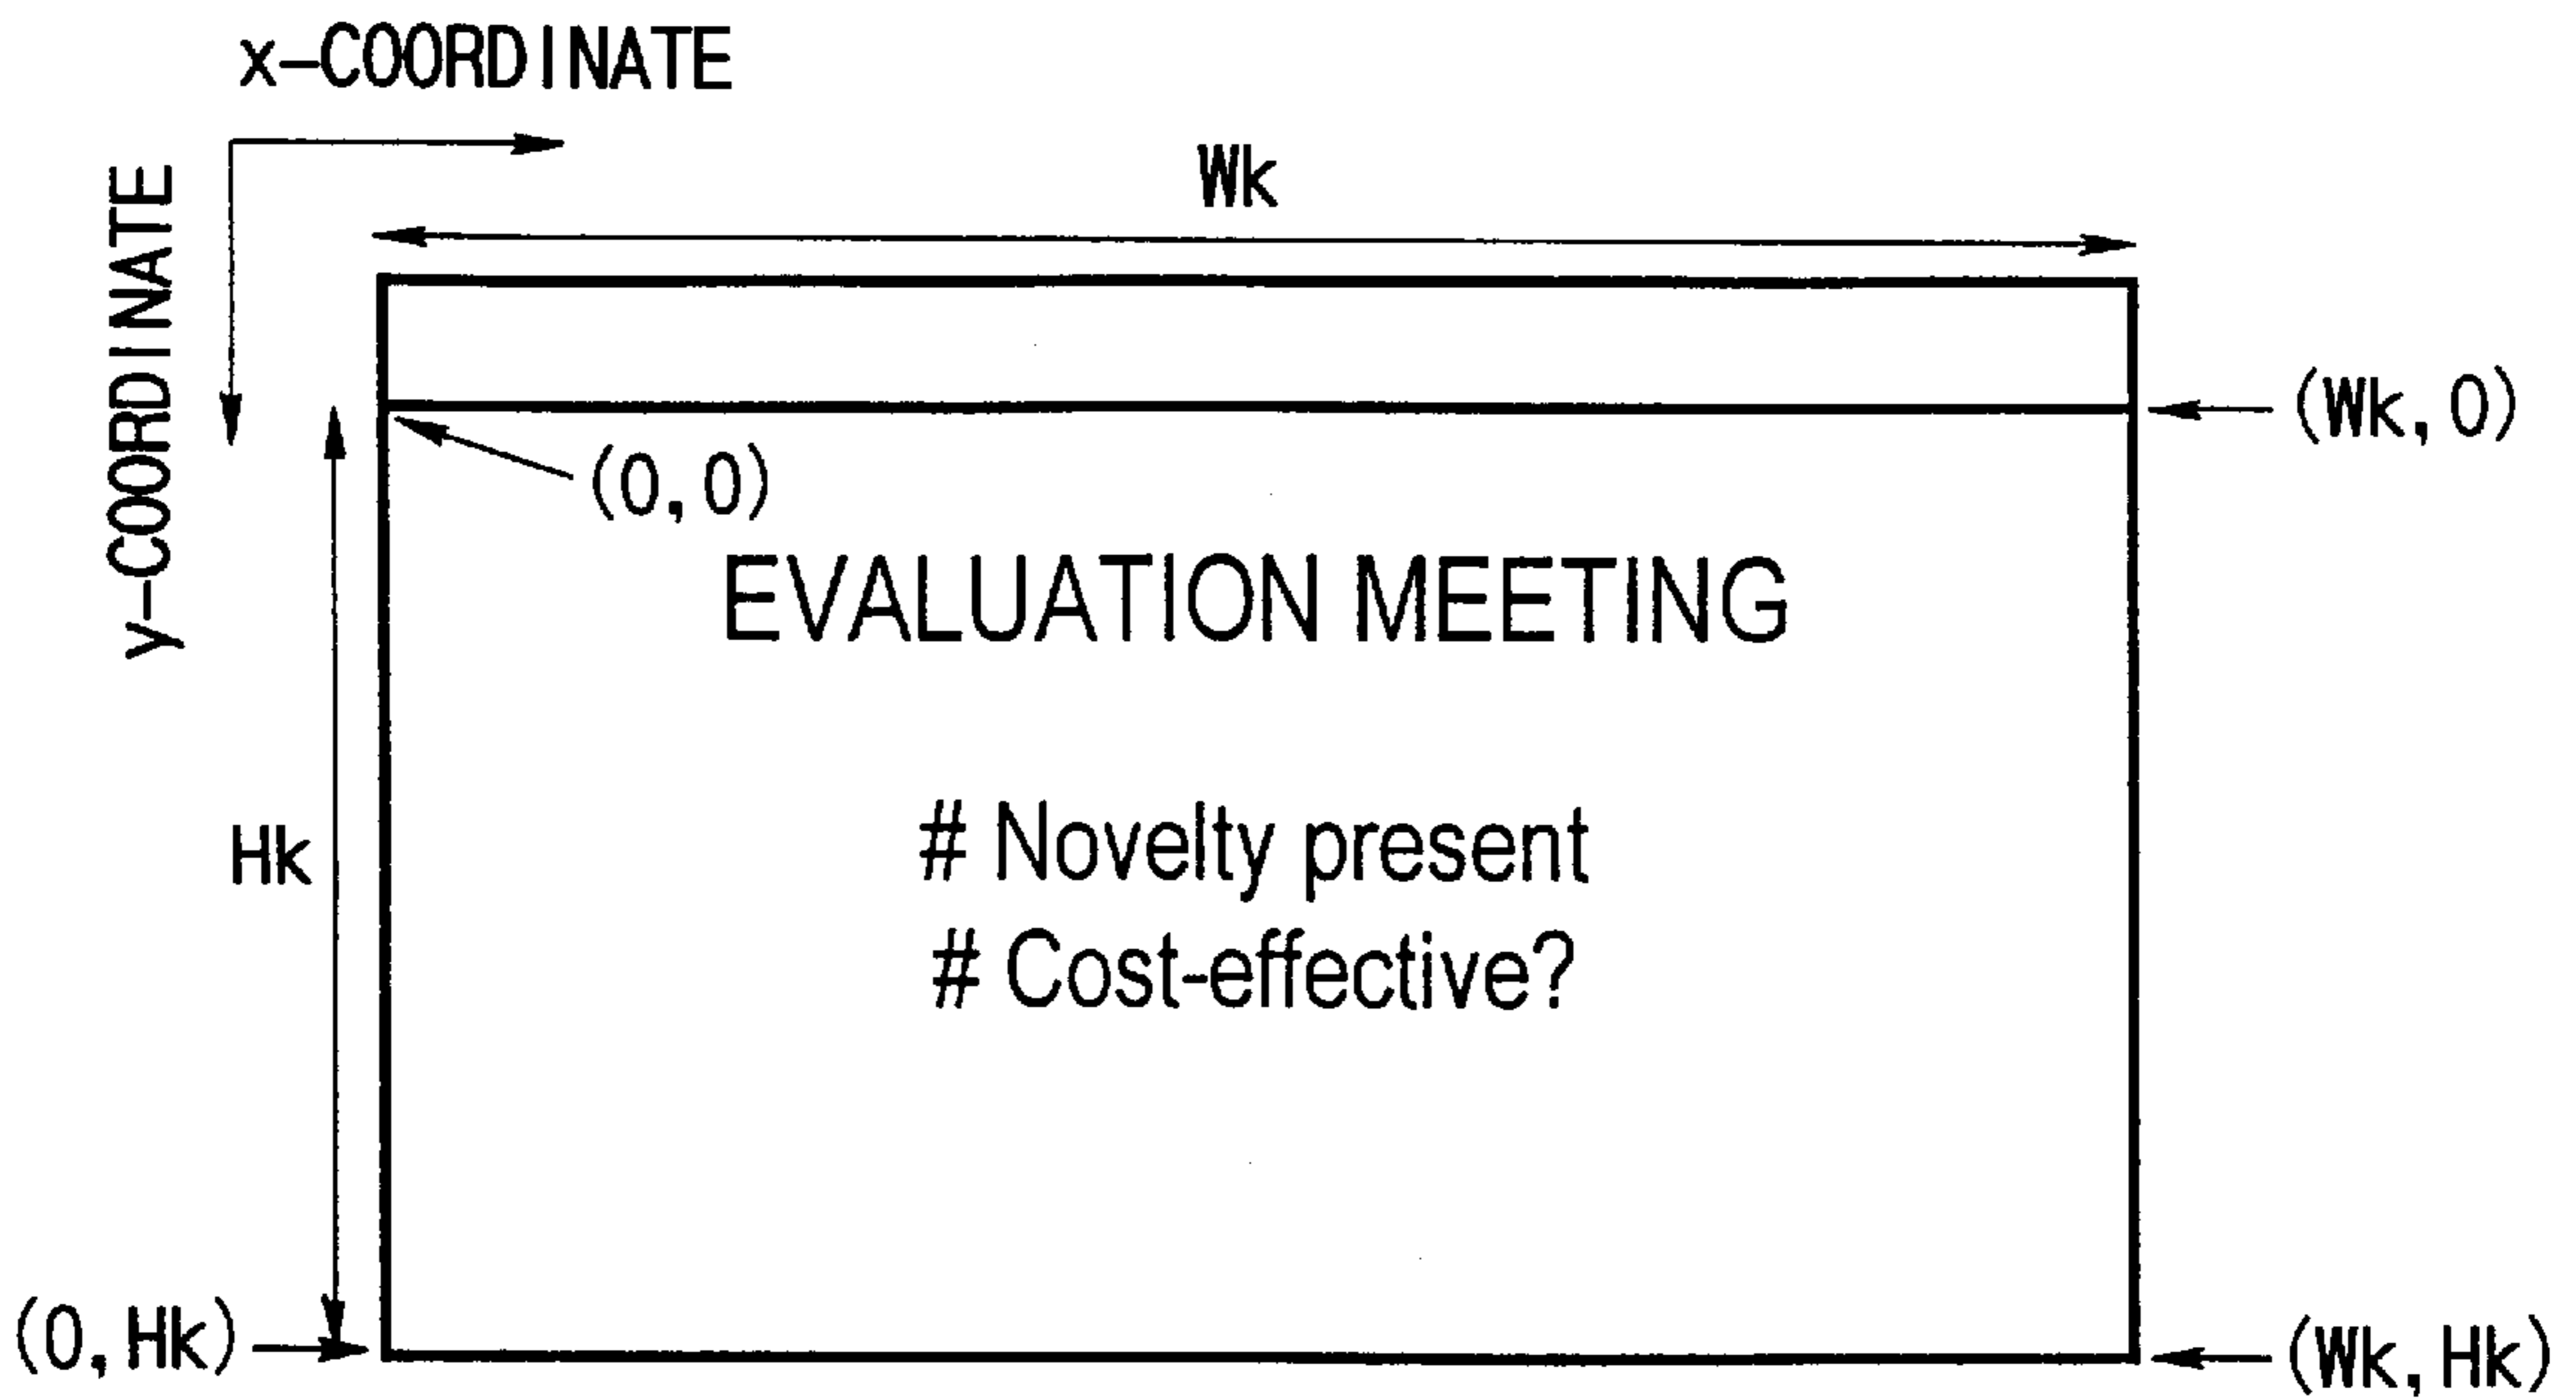 x-COORDINATE
y-COORDINATE
Wk
(Wk,0)
(0,0)
EVALUATION MEETING
Hk
# Novelty present
# Cost-effective?
(0,Hk)
(Wk,Hk)